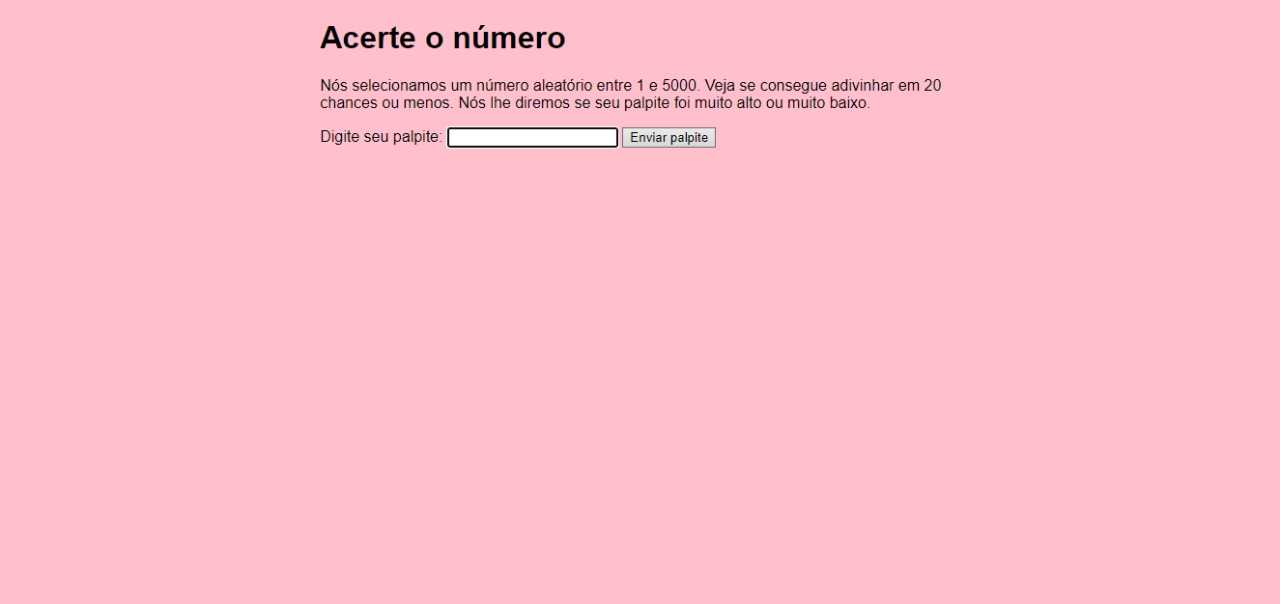 Acerte o número
Nós selecionamos um número aleatório entre 1 e 5000. Veja se consegue adivinhar em 20
chances ou menos. Nós lhe diremos se seu palpite foi muito alto ou muito baixo.
Digite seu palpite: Enviar palpite